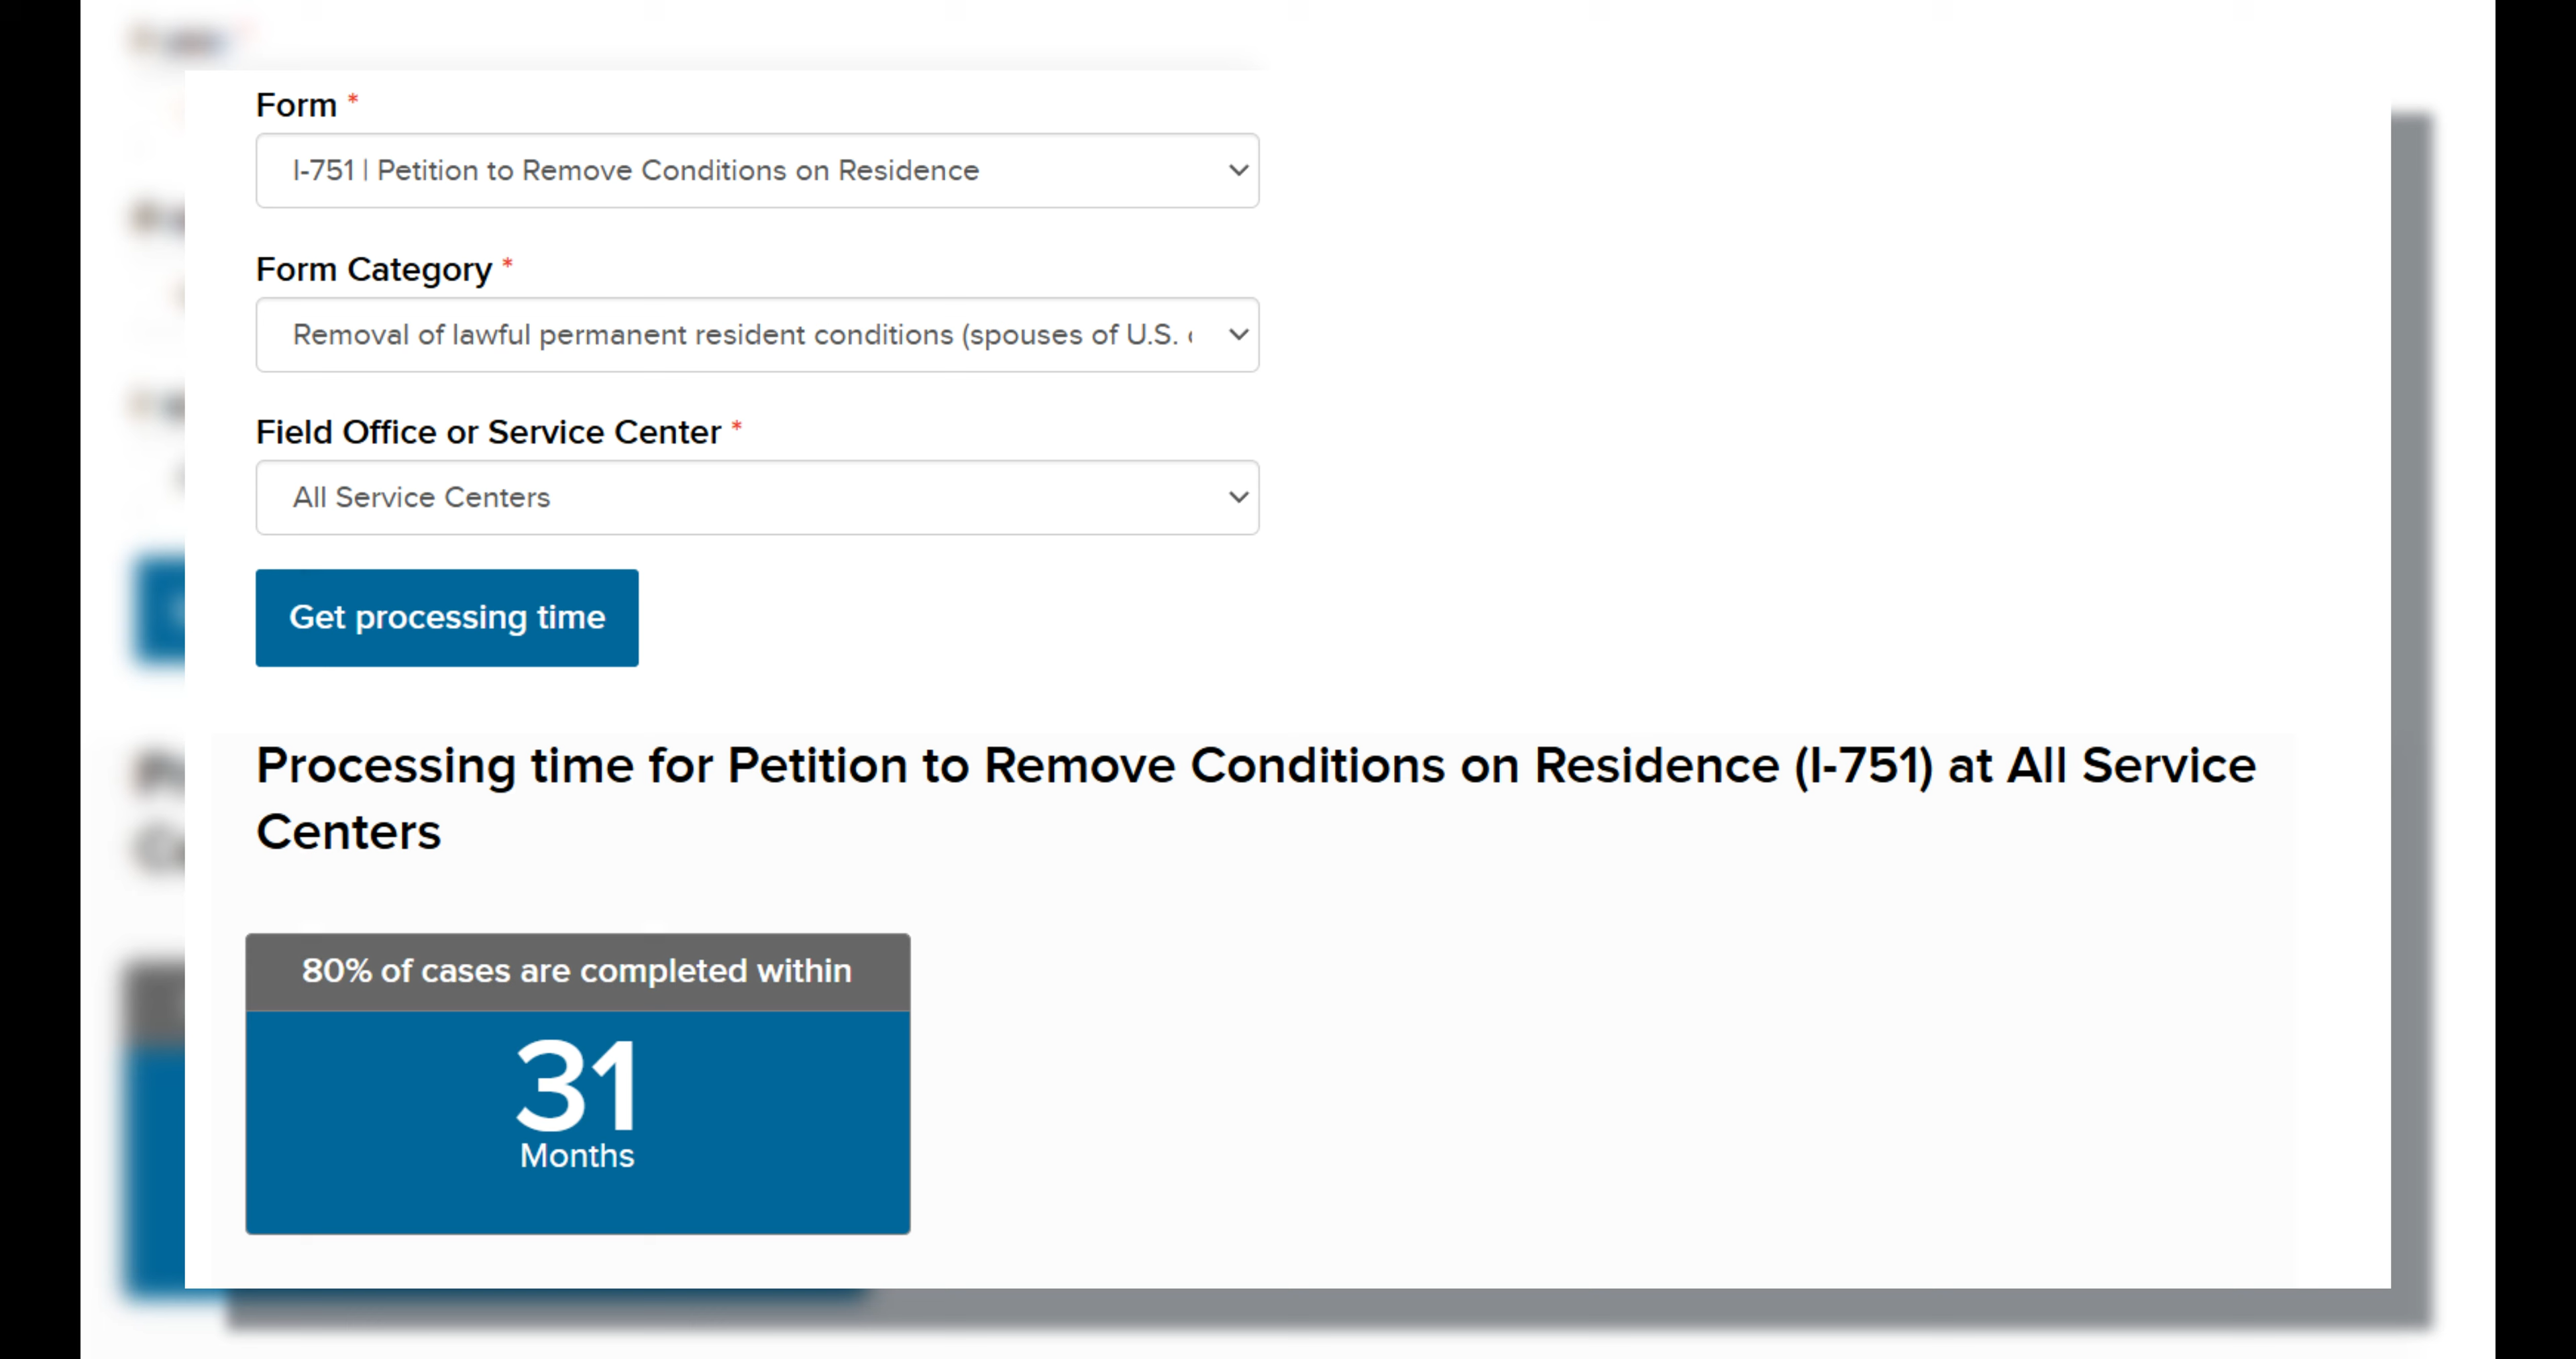 Form *
I-751 | Petition to Remove Conditions on Residence
Form Category *
Removal of lawful permanent resident conditions (spouses of U.S.
Field Office or Service Center *
All Service Centers
Get processing time
Processing time for Petition to Remove Conditions on Residence (I-751) at All Service
Centers
80% of cases are completed within
31
Months